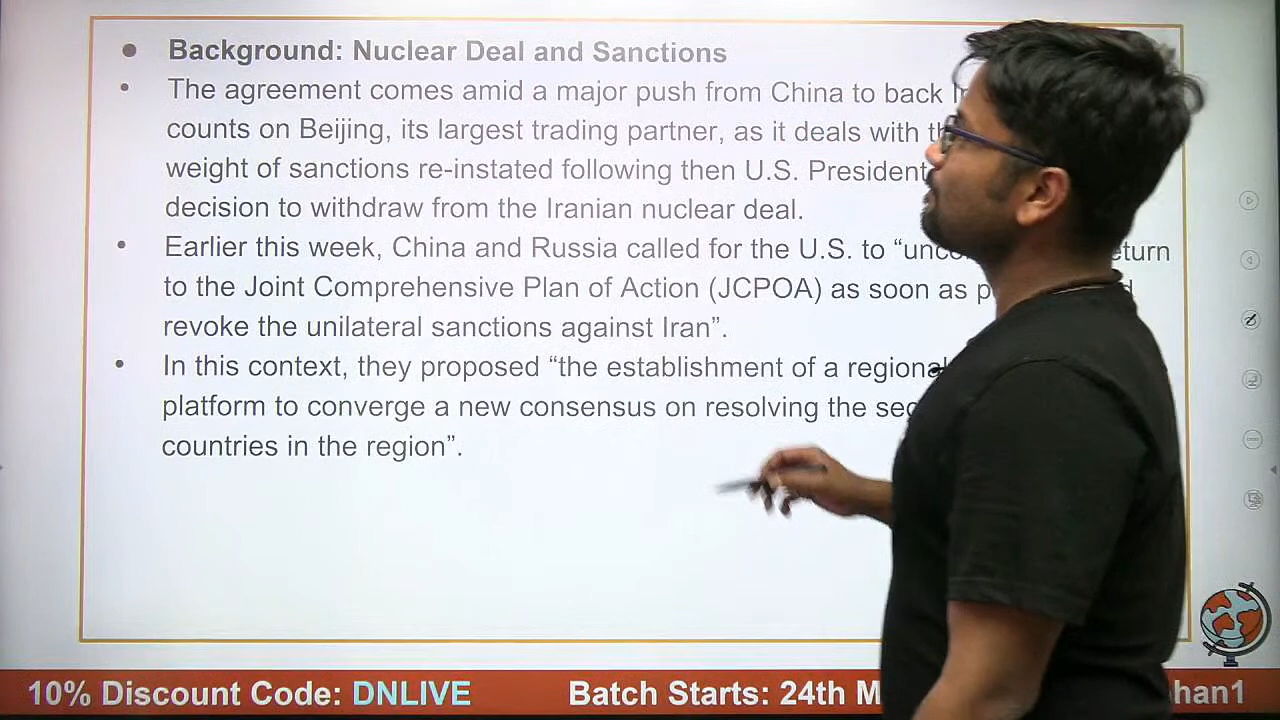 Background: Nuclear Deal and Sanctions
The agreement comes amid a major push from China to back
counts on Beijing, its largest trading partner, as it deals with
weight of sanctions re-instated following then U.S. President
decision to withdraw from the Iranian nuclear deal.
Earlier this week, China and Russia called for the U.S. to “
to the Joint Comprehensive Plan of Action (JCPOA) as soon as
revoke the unilateral sanctions against Iran”.
In this context, they proposed “the establishment of a regional
platform to converge a new consensus on resolving the
countries in the region”.
10% Discount Code: DNLIVE
Batch Starts: 24th